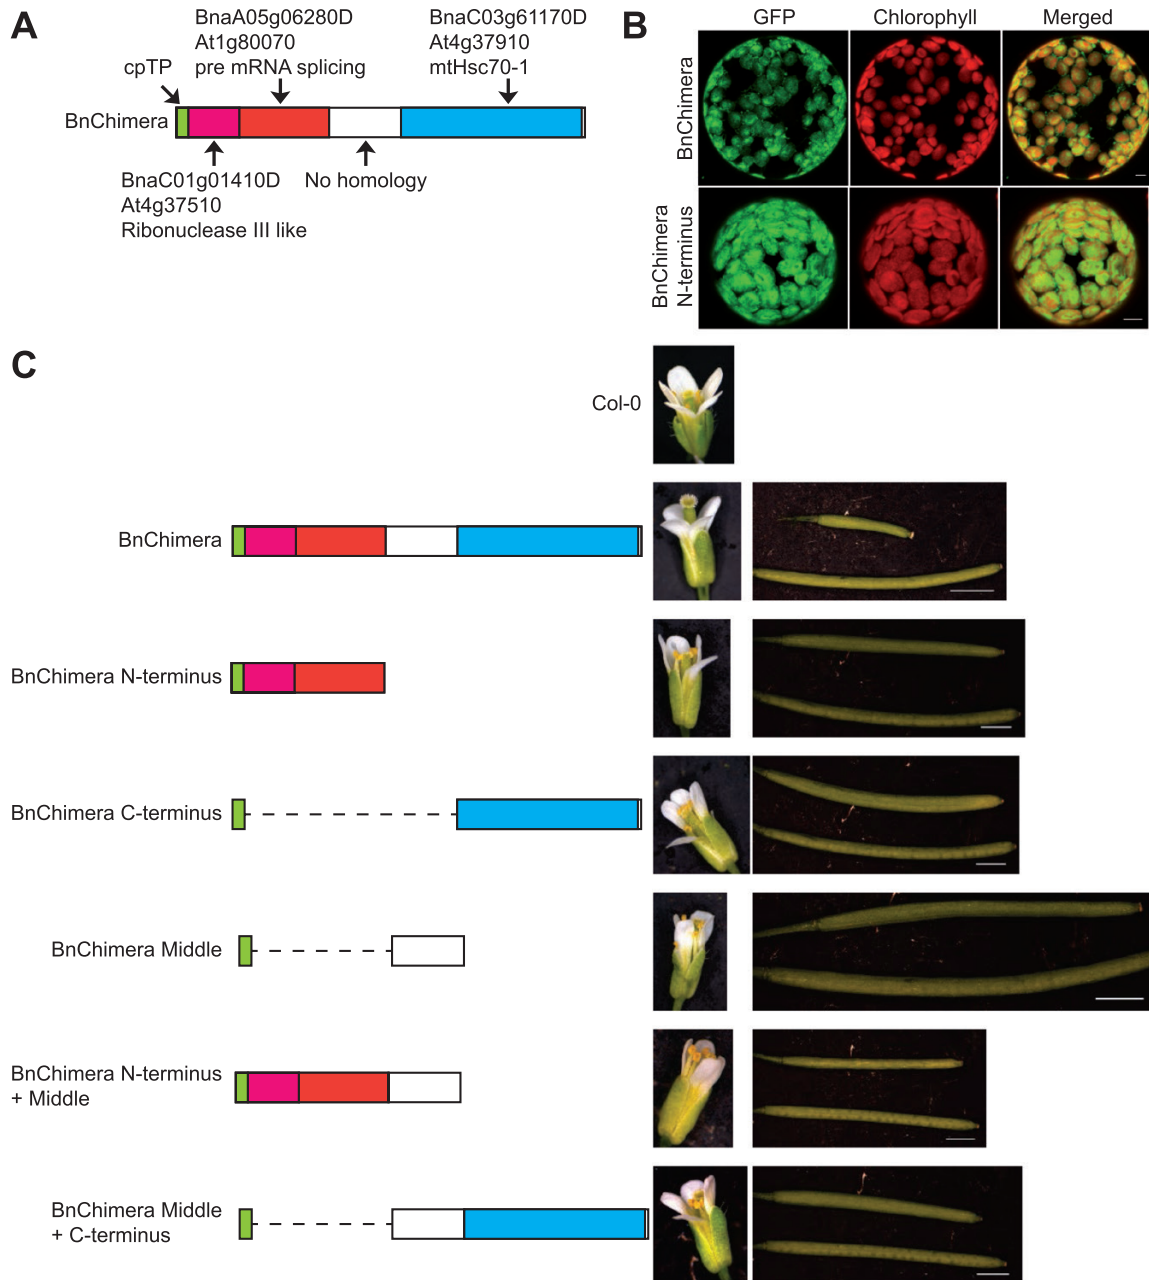 A
BnaA05g06280D
At1g80070
pre mRNA splicing
BnaC03g61170D
At4g37910
mtHsc70-1
cpTP
BnChimera
BnaC01g01410D
At4g37510
Ribonuclease III like
No homology
B
GFP
Chlorophyll
Merged
BnChimera
BnChimera
N-terminus
C
Col-0
BnChimera
BnChimera N-terminus
BnChimera C-terminus
BnChimera Middle
BnChimera N-terminus
+ Middle
BnChimera Middle
+ C-terminus